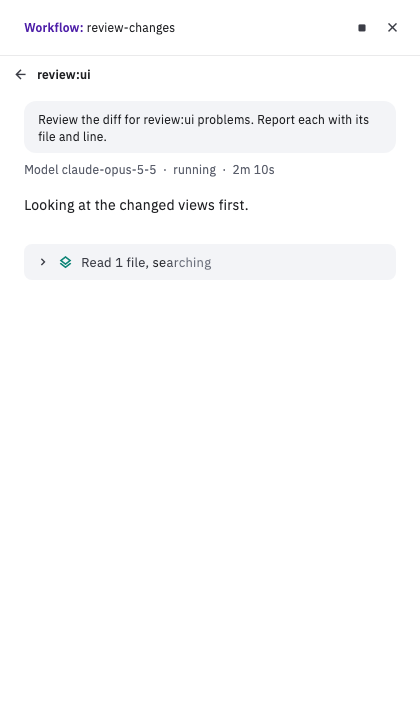 Workflow: review-changes
review:ui
Review the diff for review:ui problems. Report each with its
file and line.
Model claude-opus-5-5 · running · 2m 10s
Looking at the changed views first.
Read 1 file, searching